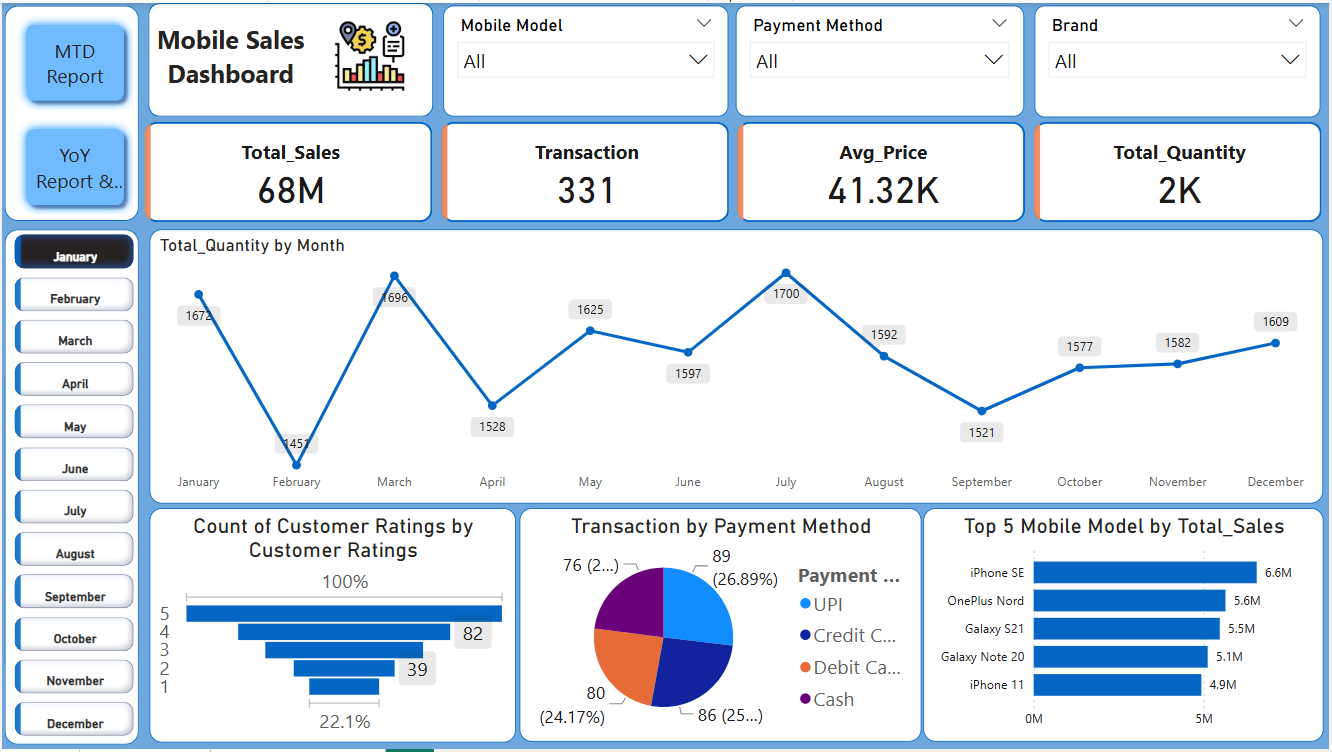 MTD
Report
YoY
Report &..
Mobile Sales
Dashboard
Mobile Model
All
Payment Method
All
Brand
All
Total_Sales
68M
Transaction
331
Avg_Price
41.32K
Total_Quantity
2K
January
February
March
April
May
June
July
August
September
October
November
December
Total_Quantity by Month
1672
1451
1696
1528
1625
1597
1700
1592
1521
1577
1582
1609
January
February
March
April
May
June
July
August
September
October
November
December
Count of Customer Ratings by
Customer Ratings
100%
5
4
82
3
2
39
1
22.1%
Transaction by Payment Method
89
(26.89%)
76 (2...)
80
(24.17%)
86 (25...)
Payment ...
UPI
Credit C...
Debit Ca...
Cash
Top 5 Mobile Model by Total_Sales
iPhone SE
6.6M
OnePlus Nord
5.6M
Galaxy S21
5.5M
Galaxy Note 20
5.1M
iPhone 11
4.9M
0M
5M